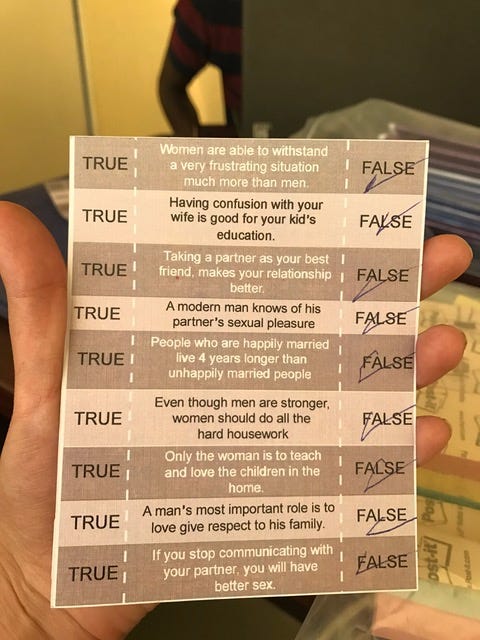 TRUE
Women are able to withstand
a very frustrating situation
much more than men.
FALSE
TRUE
Having confusion with your
wife is good for your kid's
education.
FALSE
TRUE
Taking a partner as your best
friend, makes your relationship
better.
FALSE
TRUE
A modern man knows of his
partner's sexual pleasure
FALSE
TRUE
People who are happily married
live 4 years longer than
unhappily married people
FALSE
TRUE
Even though men are stronger,
women should do all the
hard housework
FALSE
TRUE
Only the woman is to teach
and love the children in the
home.
FALSE
TRUE
A man's most important role is to
love give respect to his family.
FALSE
TRUE
If you stop communicating with
your partner, you will have
better sex.
FALSE
Post-it